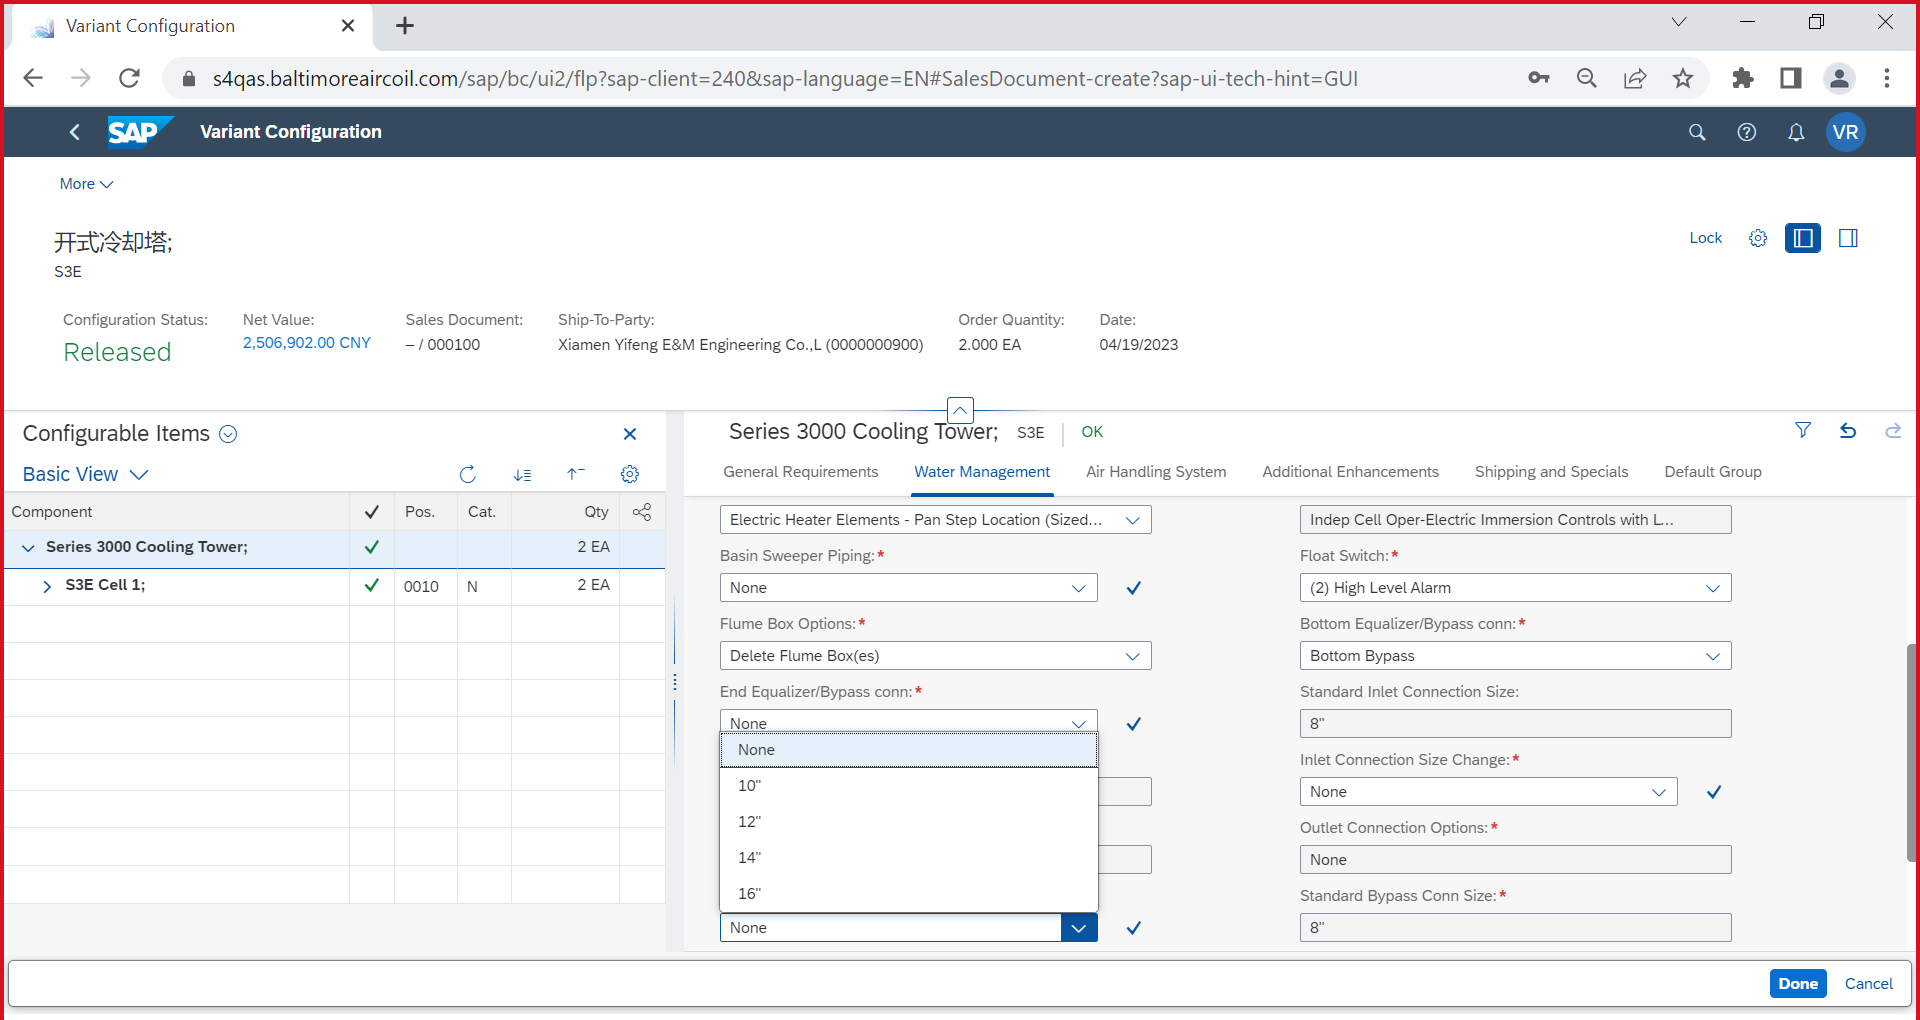 Variant Configuration
s4qas.baltimoreaircoil.com/sap/bc/ui2/flp?sap-client=240&sap-language=EN#SalesDocument-create?sap-ui-tech-hint=GUI
SAP
Variant Configuration
VR
More
开式冷却塔;
S3E
Lock
Configuration Status:
Released
Net Value:
2,506,902.00 CNY
Sales Document:
– / 000100
Ship-To-Party:
Xiamen Yifeng E&M Engineering Co.,L (0000000900)
Order Quantity:
2.000 EA
Date:
04/19/2023
Configurable Items
Basic View
Component Pos. Cat. Qty
Series 3000 Cooling Tower; 2 EA
S3E Cell 1; 0010 N 2 EA
Series 3000 Cooling Tower; S3E OK
General Requirements Water Management Air Handling System Additional Enhancements Shipping and Specials Default Group
Electric Heater Elements - Pan Step Location (Sized...
Indep Cell Oper-Electric Immersion Controls with L...
Basin Sweeper Piping:*
None
Float Switch:*
(2) High Level Alarm
Flume Box Options:*
Delete Flume Box(es)
Bottom Equalizer/Bypass conn:*
Bottom Bypass
End Equalizer/Bypass conn:*
None
Standard Inlet Connection Size:
8"
None
10"
12"
14"
16"
None
Inlet Connection Size Change:*
None
Outlet Connection Options:*
None
Standard Bypass Conn Size:*
8"
Done Cancel